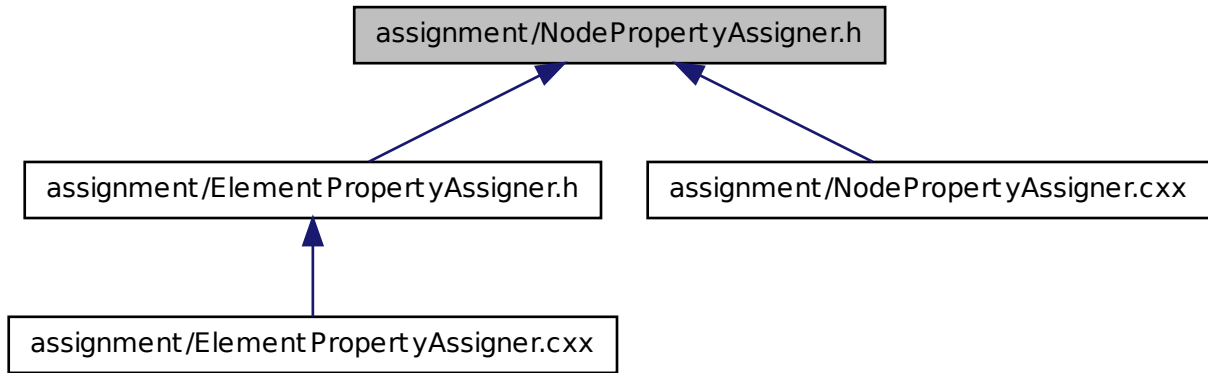 assignment/NodePropertyAssigner.h
assignment/ElementPropertyAssigner.h
assignment/NodePropertyAssigner.cxx
assignment/ElementPropertyAssigner.cxx